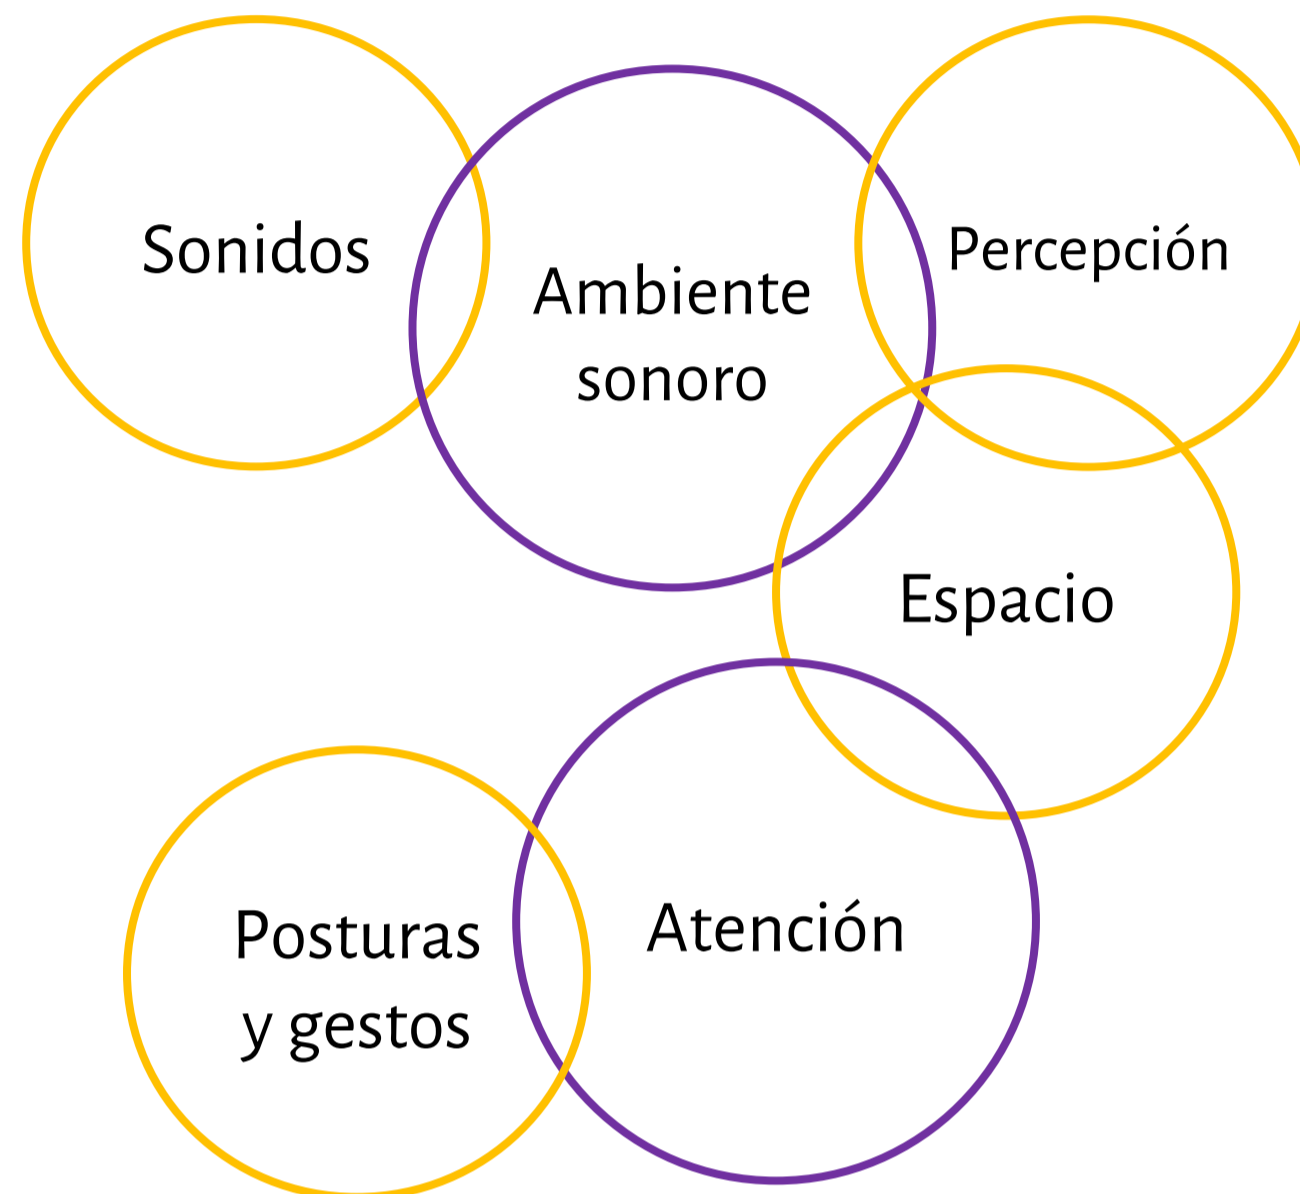 Sonidos
Ambiente
sonoro
Percepción
Espacio
Atención
Posturas
y gestos